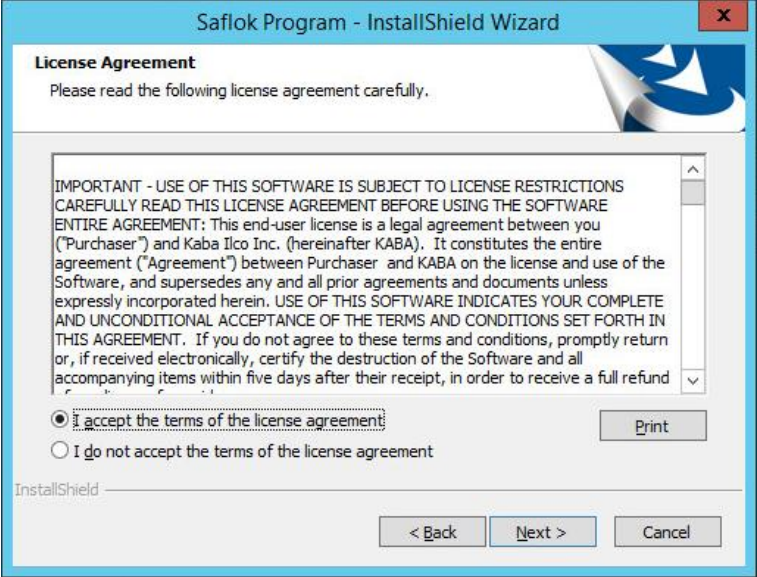 Saflok Program - InstallShield Wizard
x
License Agreement
Please read the following license agreement carefully.
IMPORTANT - USE OF THIS SOFTWARE IS SUBJECT TO LICENSE RESTRICTIONS
CAREFULLY READ THIS LICENSE AGREEMENT BEFORE USING THE SOFTWARE
ENTIRE AGREEMENT: This end-user license is a legal agreement between you
("Purchaser") and Kaba Ilco Inc. (hereinafter KABA). It constitutes the entire
agreement ("Agreement") between Purchaser and KABA on the license and use of the
Software, and supersedes any and all prior agreements and documents unless
expressly incorporated herein. USE OF THIS SOFTWARE INDICATES YOUR COMPLETE
AND UNCONDITIONAL ACCEPTANCE OF THE TERMS AND CONDITIONS SET FORTH IN
THIS AGREEMENT. If you do not agree to these terms and conditions, promptly return
or, if received electronically, certify the destruction of the Software and all
accompanying items within five days after their receipt, in order to receive a full refund
I accept the terms of the license agreement
Print
I do not accept the terms of the license agreement
InstallShield
< Back
Next >
Cancel